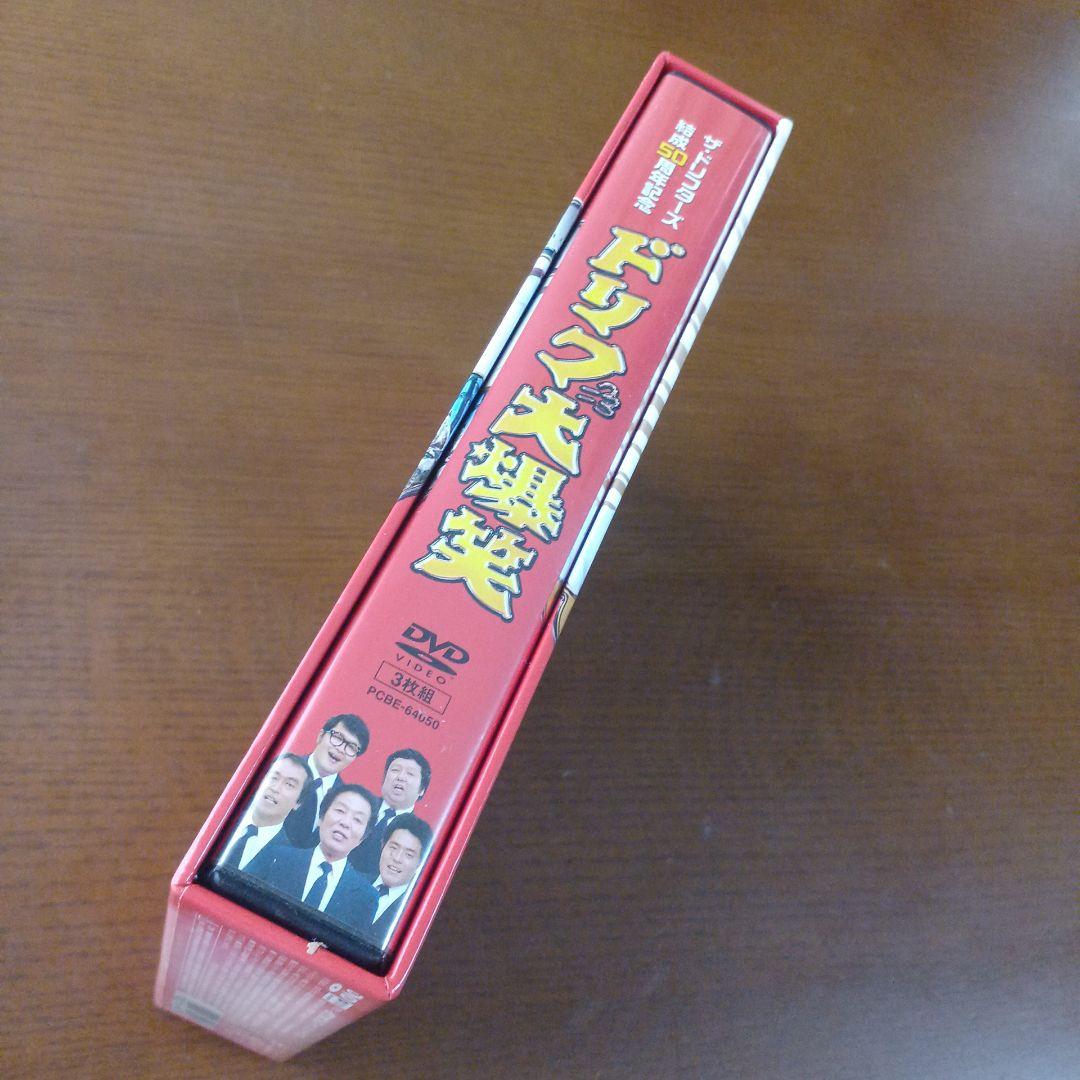 ザ・ドリフターズ
結成50周年記念
ドリフ大爆笑
DVD
VIDEO
3枚組
PCBE-64050